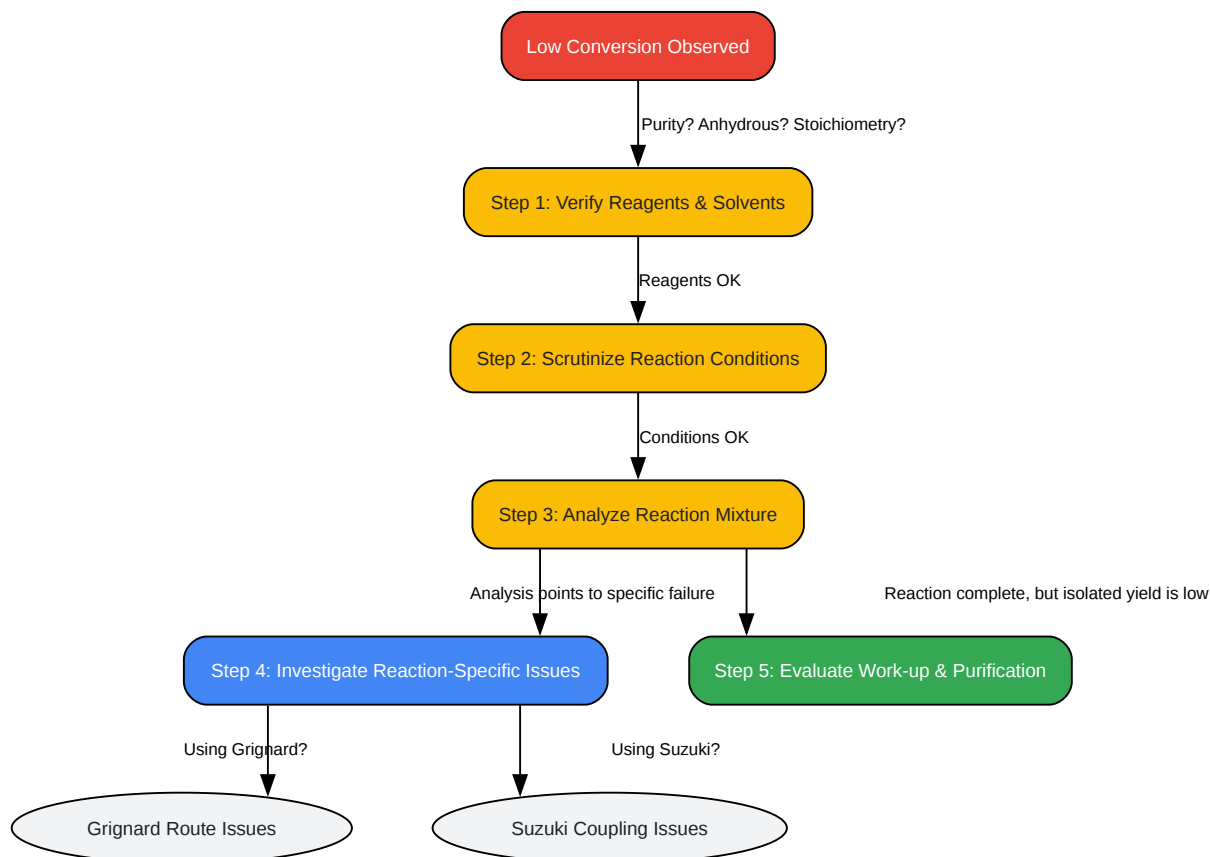 Low Conversion Observed
Purity? Anhydrous? Stoichiometry?
Step 1: Verify Reagents & Solvents
Reagents OK
Step 2: Scrutinize Reaction Conditions
Conditions OK
Step 3: Analyze Reaction Mixture
Analysis points to specific failure
Reaction complete, but isolated yield is low
Step 4: Investigate Reaction-Specific Issues
Step 5: Evaluate Work-up & Purification
Using Grignard?
Using Suzuki?
Grignard Route Issues
Suzuki Coupling Issues